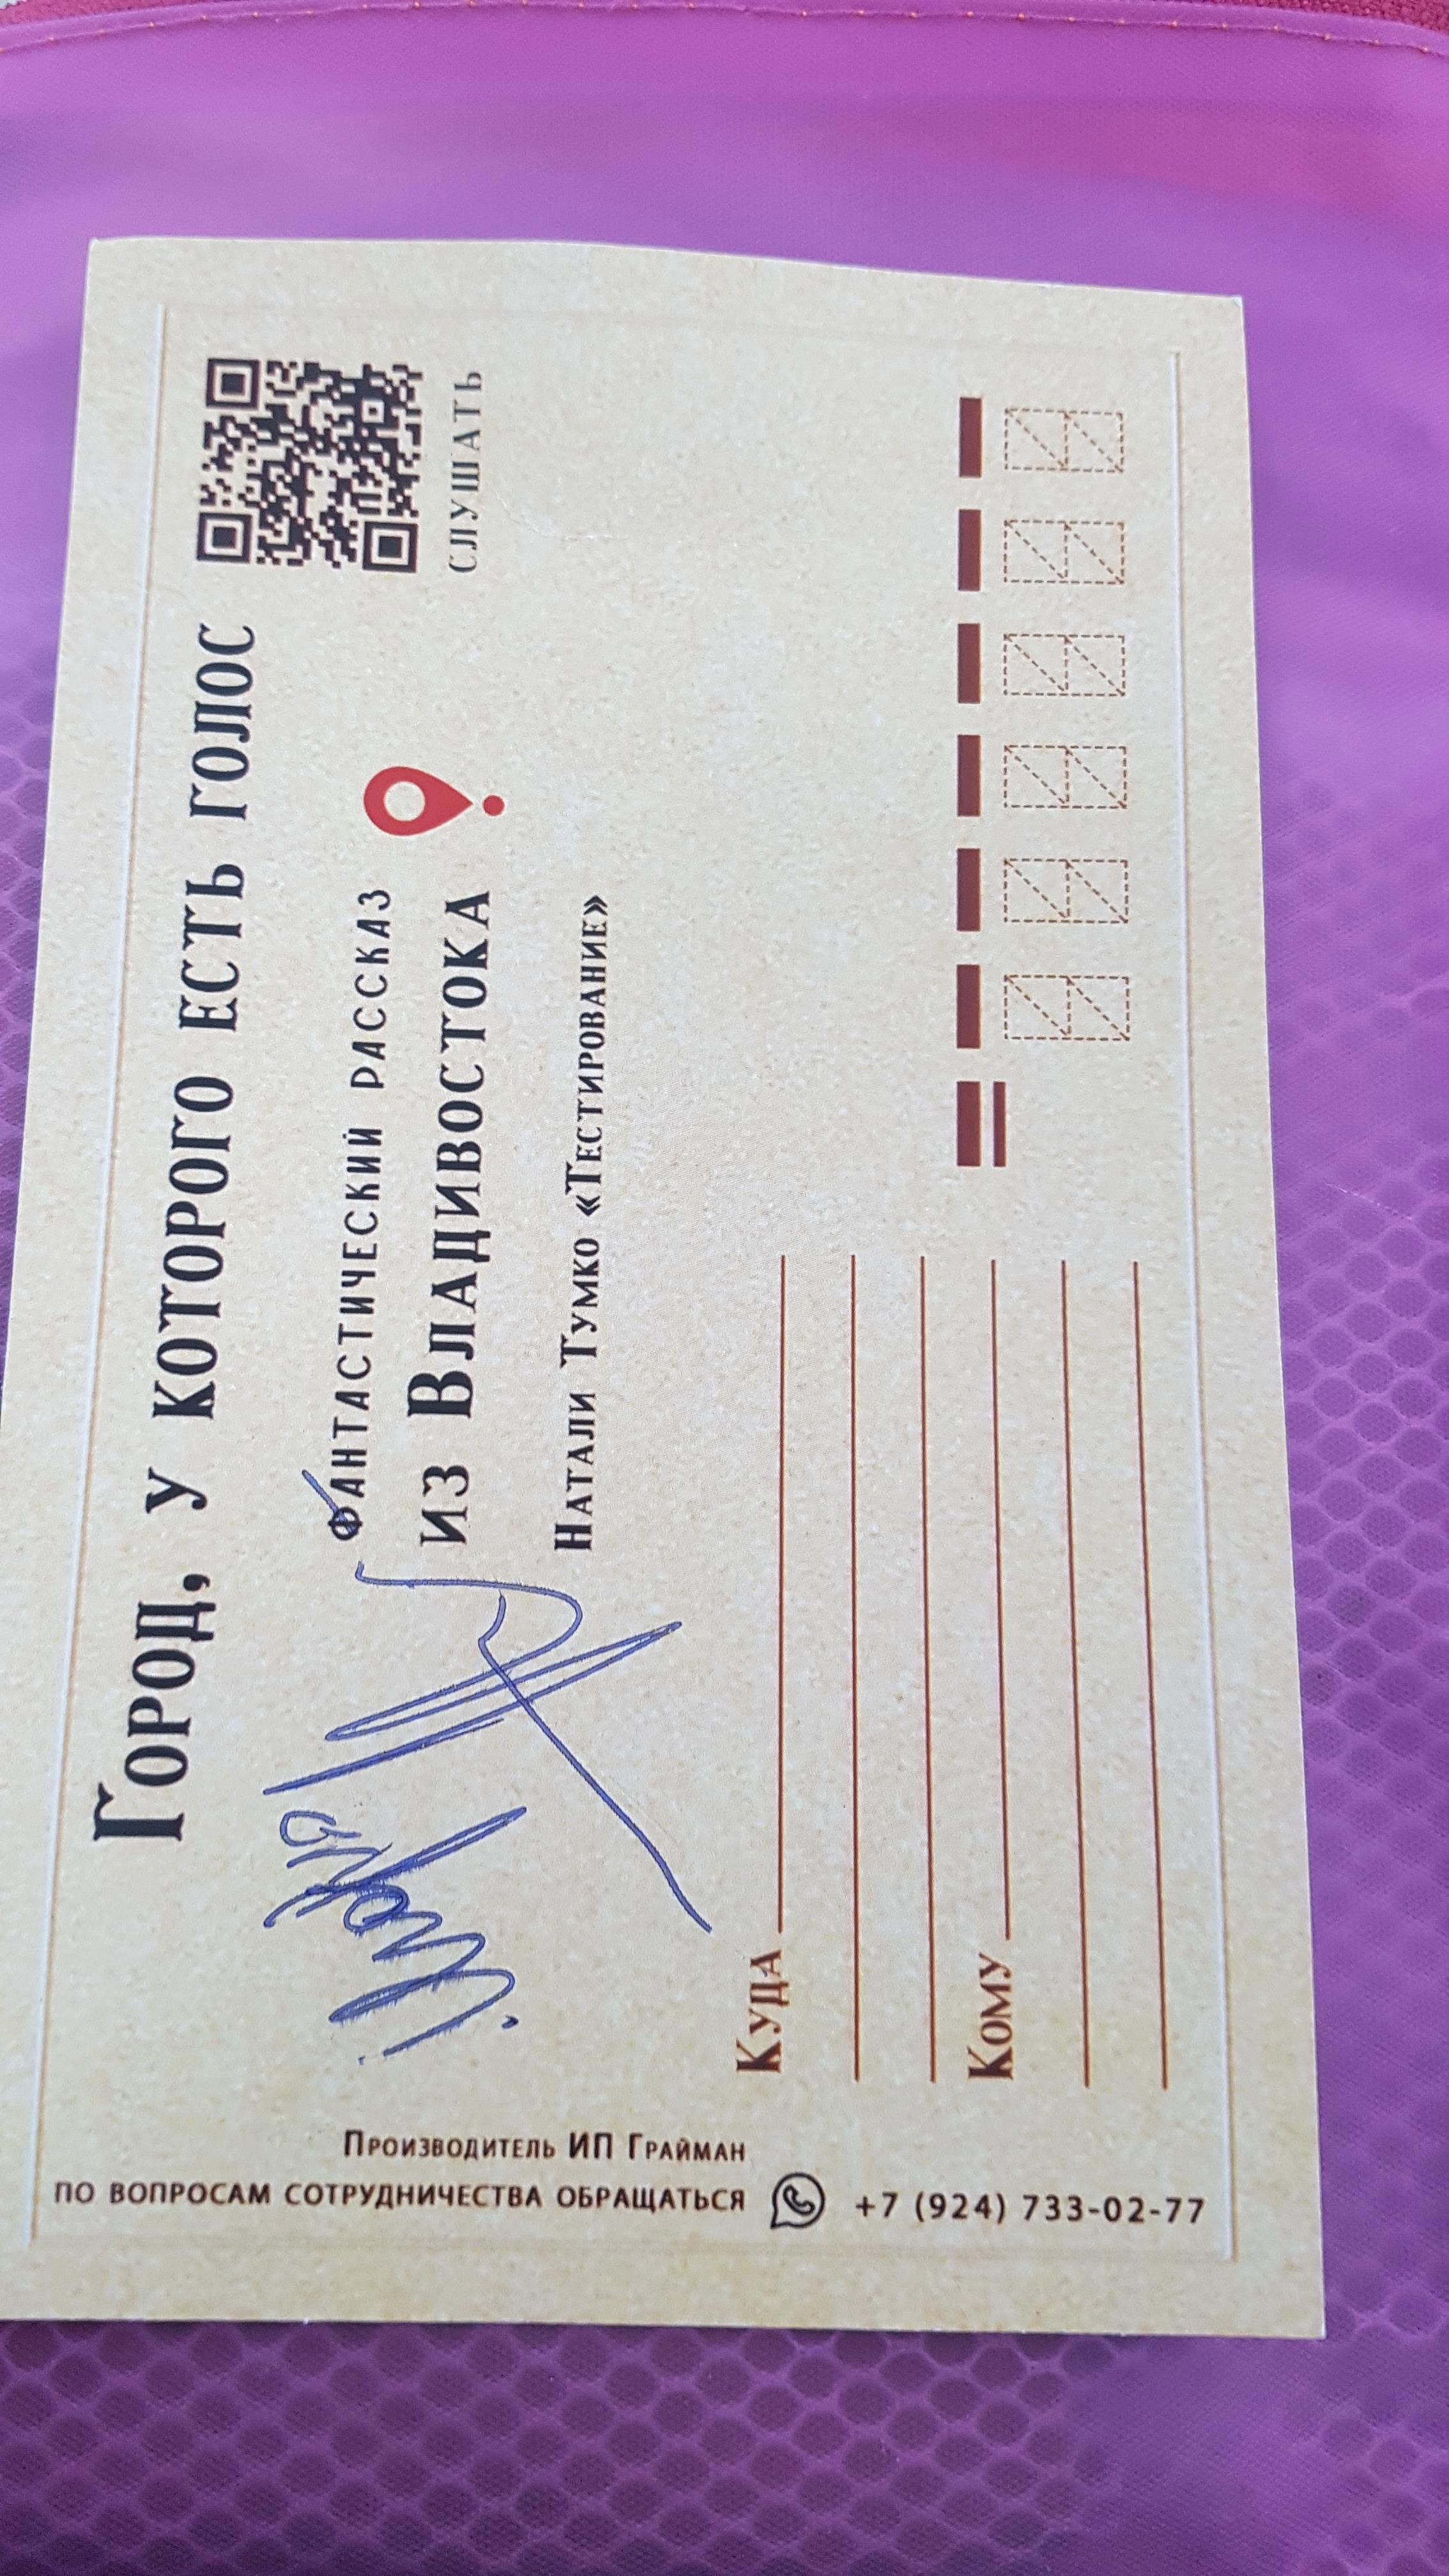 Город, у которого есть голос
Фантастический рассказ
из Владивостока
Натали Тумко «Тестирование»
слушать
Куда
Кому
Производитель ИП Грайман
по вопросам сотрудничества обращаться +7 (924) 733-02-77